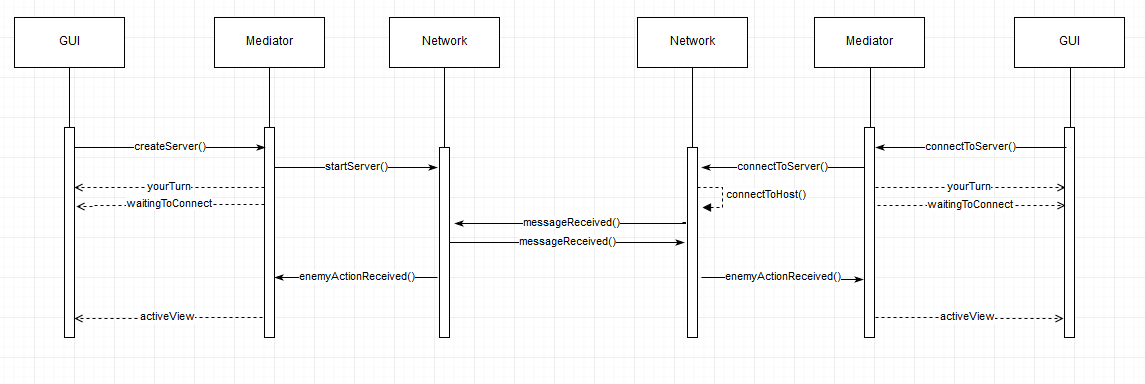 GUI
Mediator
Network
Network
Mediator
GUI
createServer()
connectToServer()
startServer()
connectToServer()
yourTurn
connectToHost()
yourTurn
waitingToConnect
waitingToConnect
messageReceived()
messageReceived()
enemyActionReceived()
enemyActionReceived()
activeView
activeView